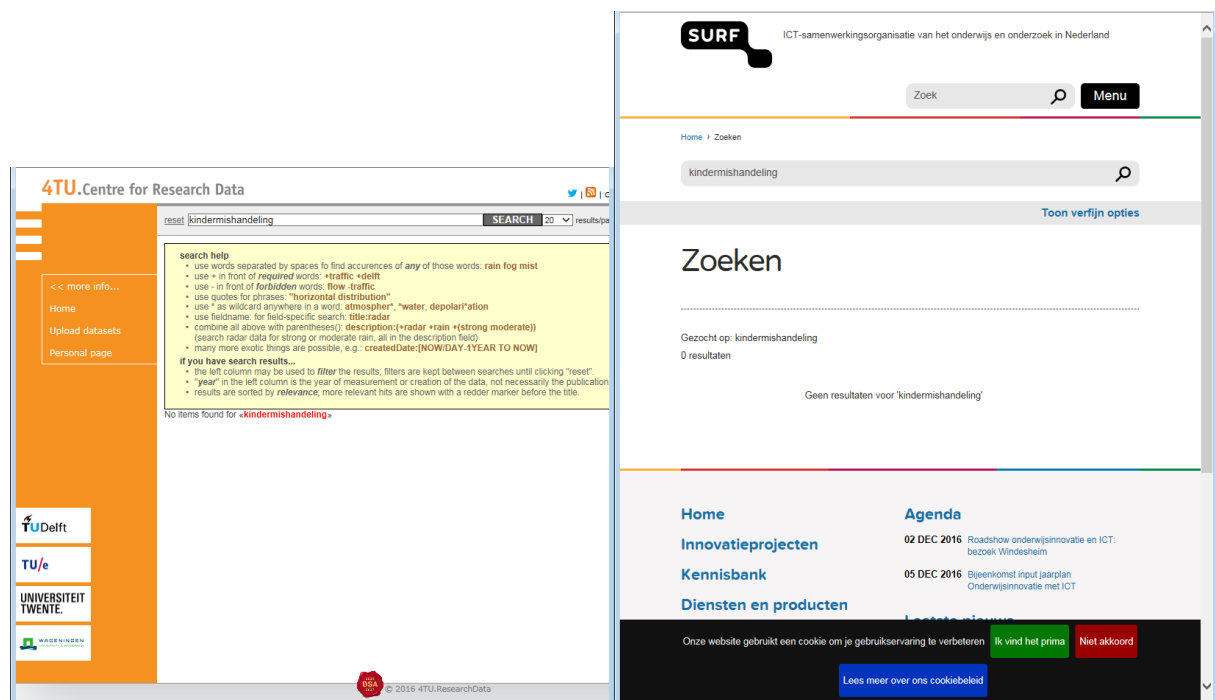 4TU.Centre for Research Data
reset kindermishandeling SEARCH 20 results/pa
search help
• use words separated by spaces fo find accurences of any of those words: rain fog mist
• use + in front of required words: +traffic +delft
• use - in front of forbidden words: flow -traffic
• use quotes for phrases: "horizontal distribution"
• use * as wildcard anywhere in a word: atmospher*, *water, depolari*ation
• use fieldname: for field-specific search: title:radar
• combine all above with parentheses(): description:(+radar +rain +(strong moderate))
(search radar data for strong or moderate rain, all in the description field)
• many more exotic things are possible, e.g.: createdDate:[NOW/DAY-1YEAR TO NOW]
if you have search results...
• the left column may be used to filter the results; filters are kept between searches until clicking "reset".
• "year" in the left column is the year of measurement or creation of the data, not necessarily the publication
• results are sorted by relevance; more relevant hits are shown with a redder marker before the title.
No items found for «kindermishandeling»
<< more info...
Home
Upload datasets
Personal page
TUDelft
TU/e
UNIVERSITEIT
TWENTE.
WAGENINGEN
DSA
© 2016 4TU.ResearchData
SURF
ICT-samenwerkingsorganisatie van het onderwijs en onderzoek in Nederland
Zoek
Menu
Home › Zoeken
kindermishandeling
Toon verfijn opties
Zoeken
Gezocht op: kindermishandeling
0 resultaten
Geen resultaten voor 'kindermishandeling'
Home
Innovatieprojecten
Kennisbank
Diensten en producten
Agenda
02 DEC 2016 Roadshow onderwijsinnovatie en ICT:
bezoek Windesheim
05 DEC 2016 Bijeenkomst input jaarplan
Onderwijsinnovatie met ICT
Laatste nieuws
Onze website gebruikt een cookie om je gebruikservaring te verbeteren Ik vind het prima Niet akkoord
Lees meer over ons cookiebeleid